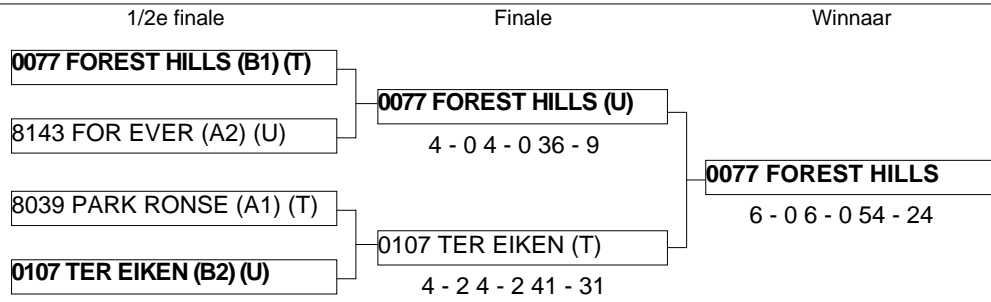 1/2e finale
Finale
Winnaar
0077 FOREST HILLS (B1) (T)
8143 FOR EVER (A2) (U)
8039 PARK RONSE (A1) (T)
0107 TER EIKEN (B2) (U)
0077 FOREST HILLS (U)
4 - 0 4 - 0 36 - 9
0107 TER EIKEN (T)
4 - 2 4 - 2 41 - 31
0077 FOREST HILLS
6 - 0 6 - 0 54 - 24